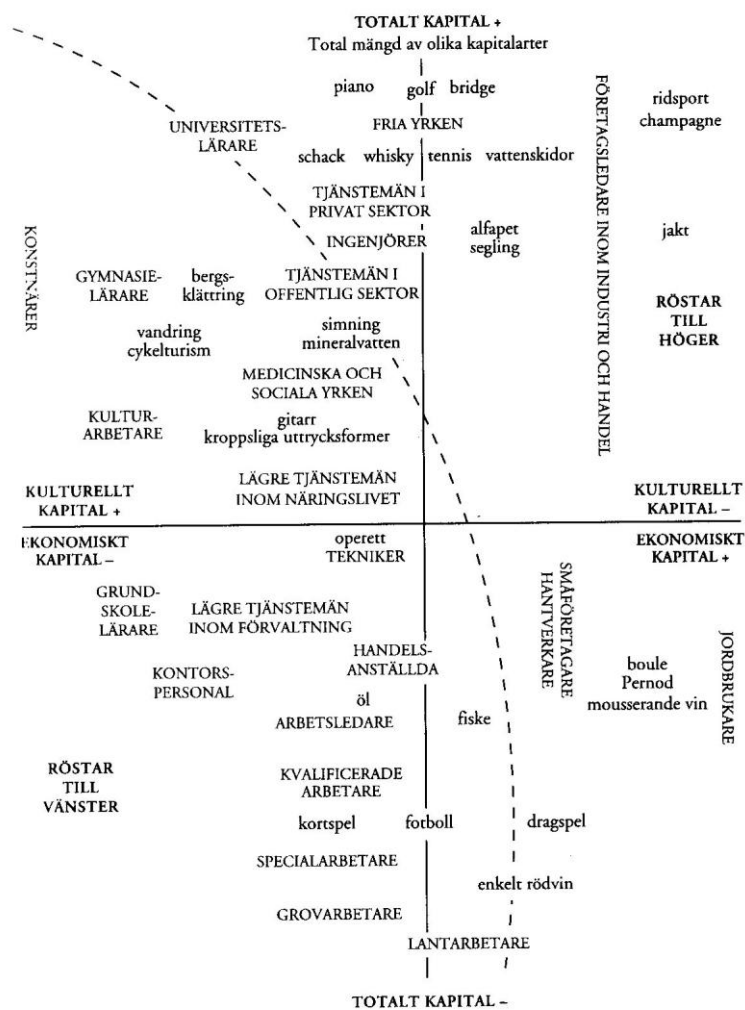 TOTALT KAPITAL +
Total mängd av olika kapitalarter
piano
golf bridge
ridsport
champagne
FÖRETAGSLEDARE INOM INDUSTRI OCH HANDEL
UNIVERSITETS-
LÄRARE
FRIA YRKEN
schack whisky tennis vattenskidor
TJÄNSTEMÄN I
PRIVAT SEKTOR
KONSTNÄRER
INGENJÖRER
alfapet
segling
jakt
GYMNASIE-
LÄRARE
bergs-
klättring
TJÄNSTEMÄN I
OFFENTLIG SEKTOR
RÖSTAR
TILL
HÖGER
vandring
cykelturism
simning
mineralvatten
MEDICINSKA OCH
SOCIALA YRKEN
KULTUR-
ARBETARE
gitarr
kroppsliga uttrycksformer
LÄGRE TJÄNSTEMÄN
INOM NÄRINGSLIVET
KULTURELLT
KAPITAL +
KULTURELLT
KAPITAL –
EKONOMISKT
KAPITAL –
operett
TEKNIKER
EKONOMISKT
KAPITAL +
GRUND-
SKOLE-
LÄRARE
LÄGRE TJÄNSTEMÄN
INOM FÖRVALTNING
SMÅFÖRETAGARE
HANTVERKARE
HANDELS-
ANSTÄLLDA
KONTORS-
PERSONAL
boule
Pernod
mousserande vin
JORDBRUKARE
öl
ARBETSLEDARE
fiske
RÖSTAR
TILL
VÄNSTER
KVALIFICERADE
ARBETARE
kortspel fotboll dragspel
SPECIALARBETARE
enkelt rödvin
GROVARBETARE
LANTARBETARE
TOTALT KAPITAL –